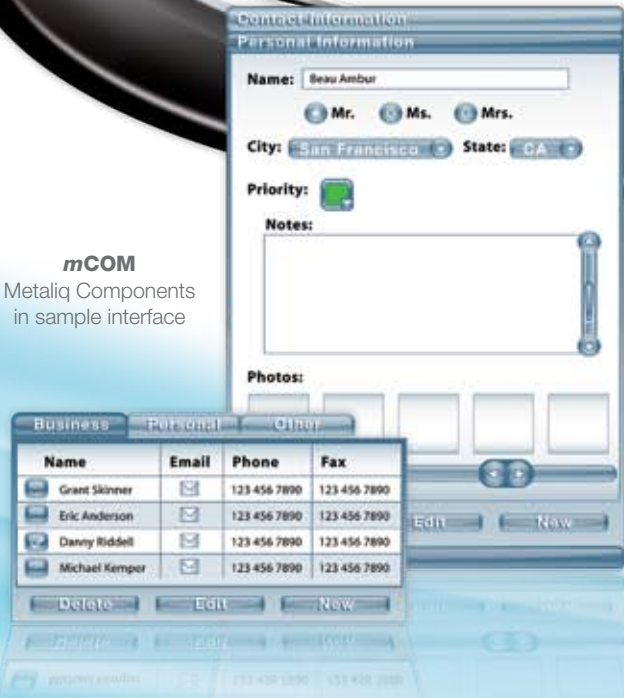 Contact Information
Personal Information
Name: Beau Ambur
Mr. Ms. Mrs.
City: San Francisco State: CA
Priority:
Notes:
mCOM
Metaliq Components
in sample interface
Photos:
Edit New
Business Personal Other
Name Email Phone Fax
Grant Skinner 123 456 7890 123 456 7890
Eric Anderson 123 456 7890 123 456 7890
Danny Riddell 123 456 7890 123 456 7890
Michael Kemper 123 456 7890 123 456 7890
Delete Edit New